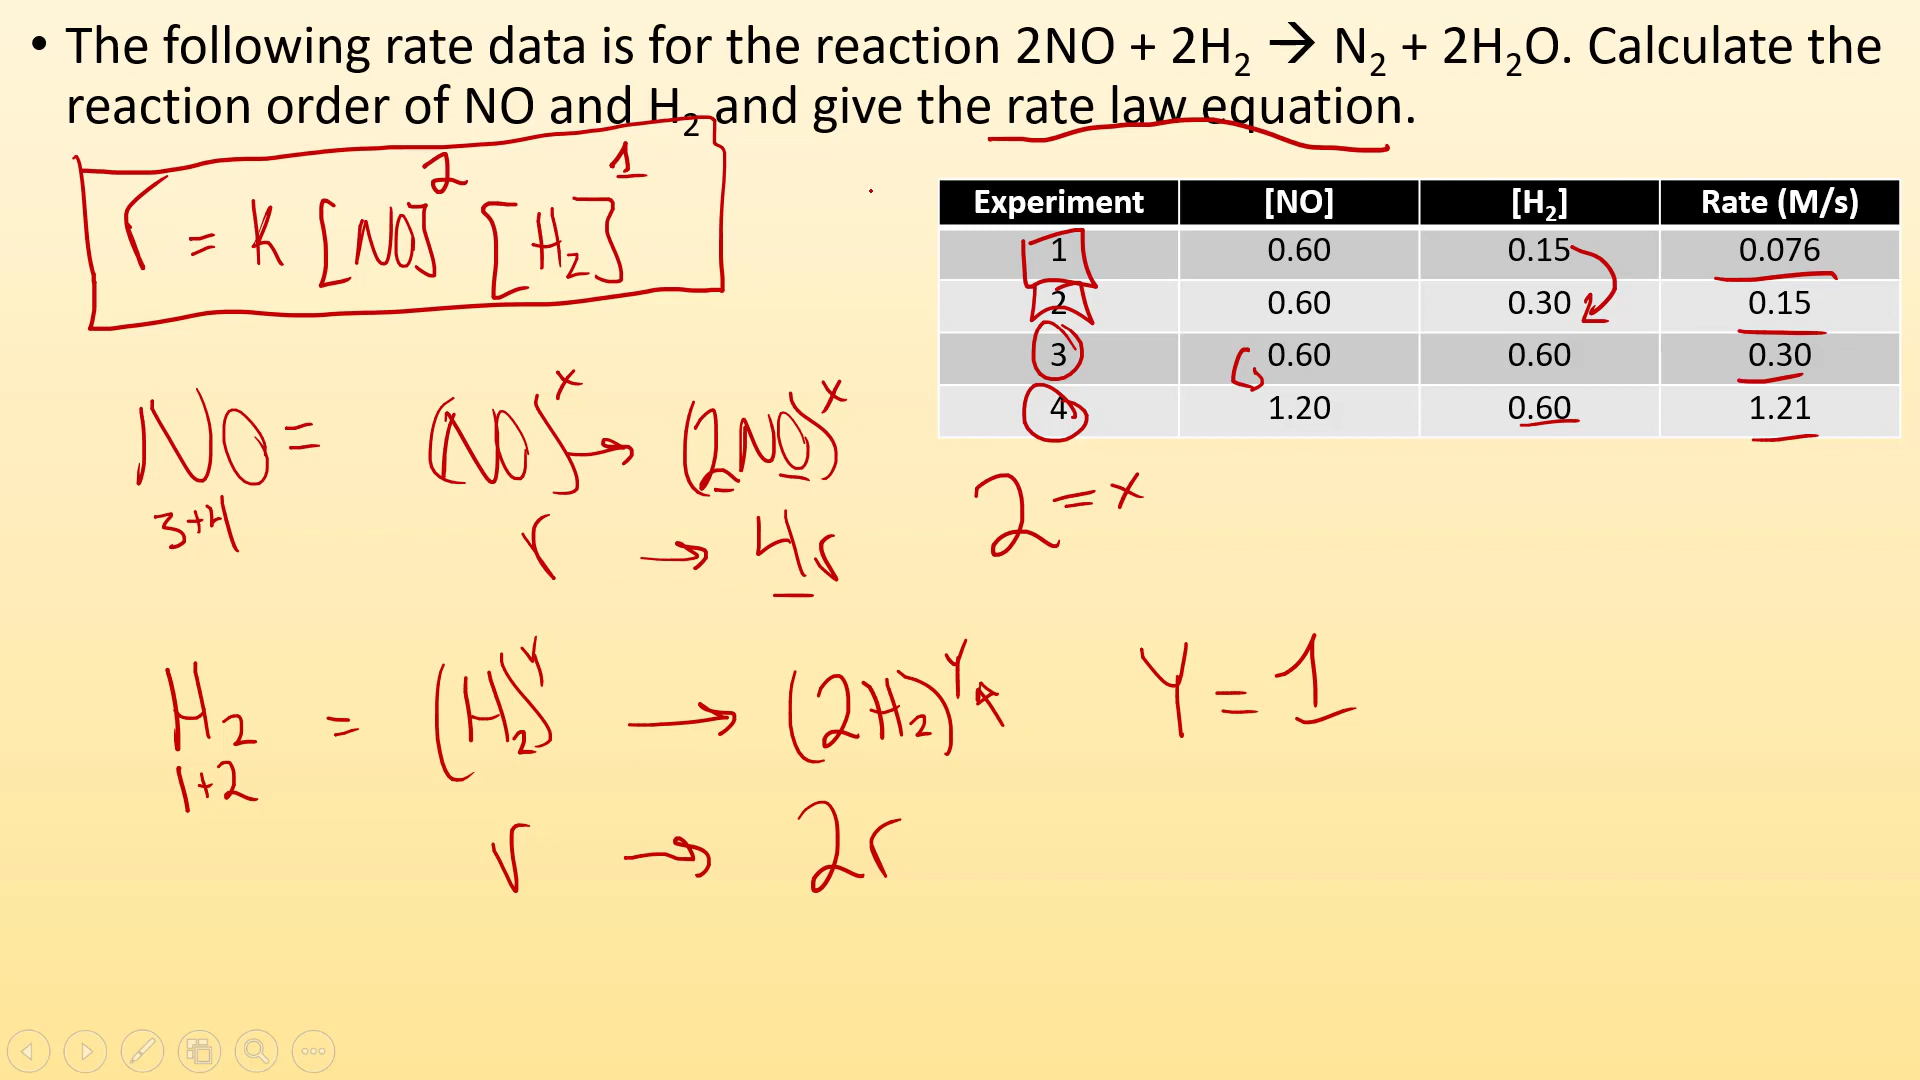 • The following rate data is for the reaction 2NO + 2H₂ → N₂ + 2H₂O. Calculate the
reaction order of NO and H₂ and give the rate law equation.
r = K [NO]² [H₂]¹
Experiment [NO] [H₂] Rate (M/s)
1 0.60 0.15 0.076
2 0.60 0.30 0.15
3 0.60 0.60 0.30
4 1.20 0.60 1.21
NO = (NO)ˣ → (2NO)ˣ 2 = x
3+4 r → 4r
H₂ = (H₂)ʸ → (2H₂)ʸ Y = 1
1+2
r → 2r